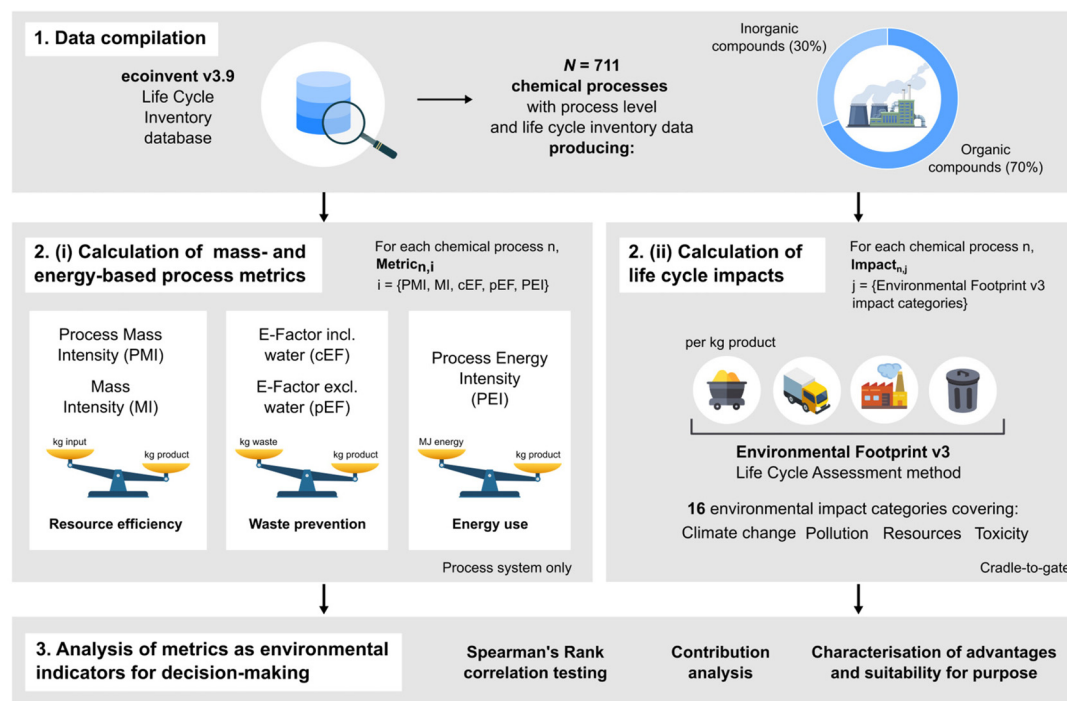 1. Data compilation
ecoinvent v3.9
Life Cycle
Inventory
database
N = 711
chemical processes
with process level
and life cycle inventory data
producing:
Inorganic
compounds (30%)
Organic
compounds (70%)
2. (i) Calculation of mass- and
energy-based process metrics
For each chemical process n,
Metricn,i
i = {PMI, MI, cEF, pEF, PEI}
Process Mass
Intensity (PMI)
Mass
Intensity (MI)
kg input
kg product
Resource efficiency
E-Factor incl.
water (cEF)
E-Factor excl.
water (pEF)
kg waste
kg product
Waste prevention
Process Energy
Intensity
(PEI)
MJ energy
kg product
Energy use
Process system only
2. (ii) Calculation of
life cycle impacts
For each chemical process n,
Impactn,j
j = {Environmental Footprint v3
impact categories}
per kg product
Environmental Footprint v3
Life Cycle Assessment method
16 environmental impact categories covering:
Climate change Pollution Resources Toxicity
Cradle-to-gate
3. Analysis of metrics as environmental
indicators for decision-making
Spearman's Rank
correlation testing
Contribution
analysis
Characterisation of advantages
and suitability for purpose